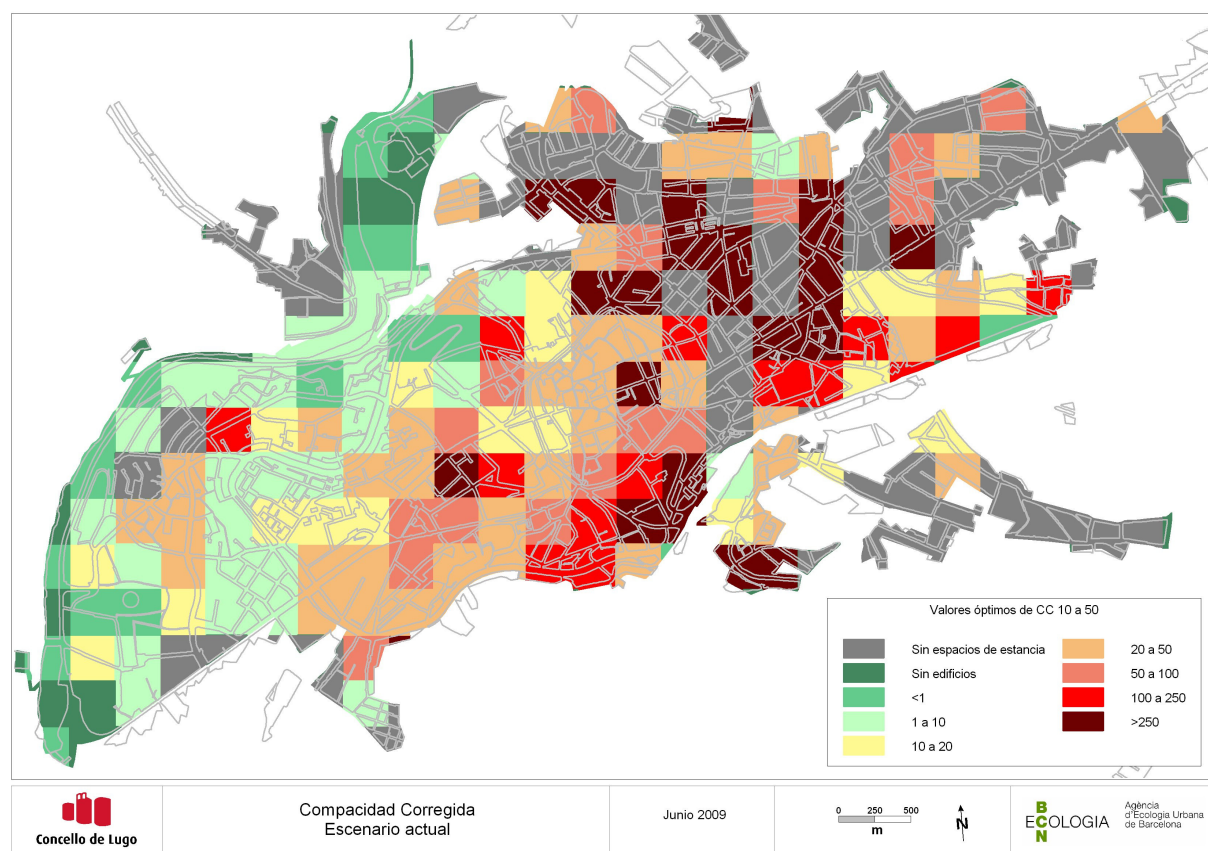 Valores óptimos de CC 10 a 50
Sin espacios de estancia
Sin edificios
<1
1 a 10
10 a 20
20 a 50
50 a 100
100 a 250
>250
Concello de Lugo
Compacidad Corregida
Escenario actual
Junio 2009
0 250 500
m
N
BCN
ECOLOGIA
Agència
d'Ecologia Urbana
de Barcelona